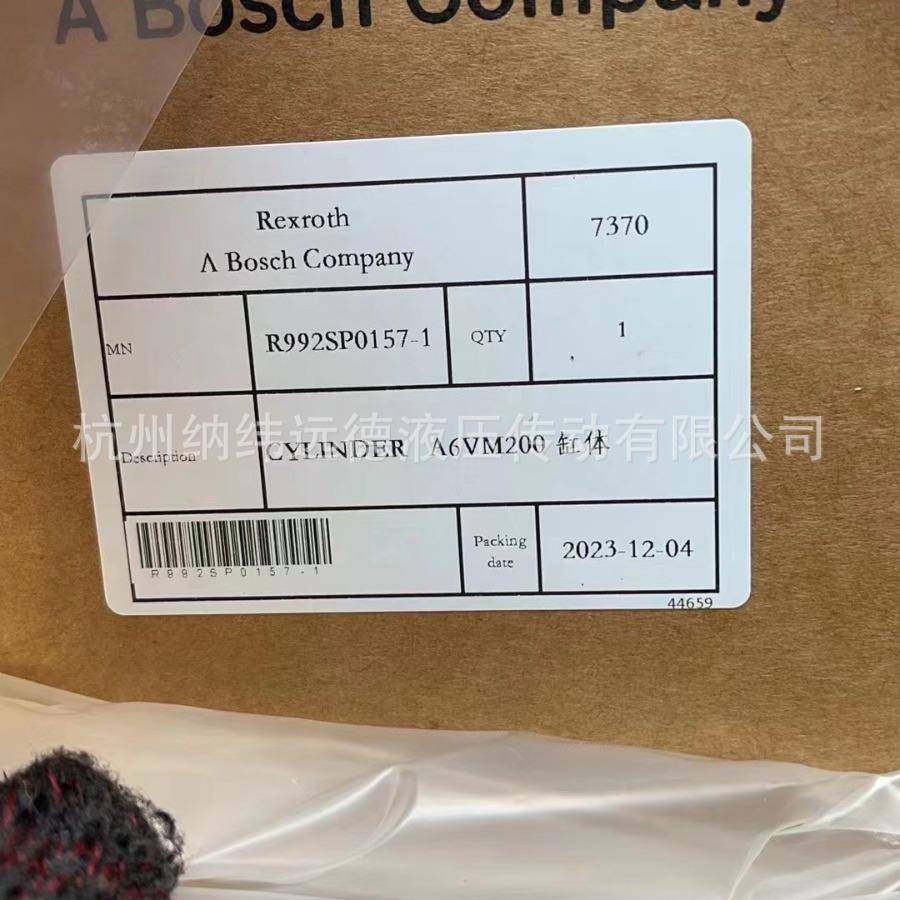 A Bosch Company
Rexroth
A Bosch Company
7370
MN
R992SP0157-1
QTY
1
Description
CYLINDER A6VM200 缸体
杭州纳纬远德液压传动有限公司
R992SP0157-1
Packing
date
2023-12-04
44659